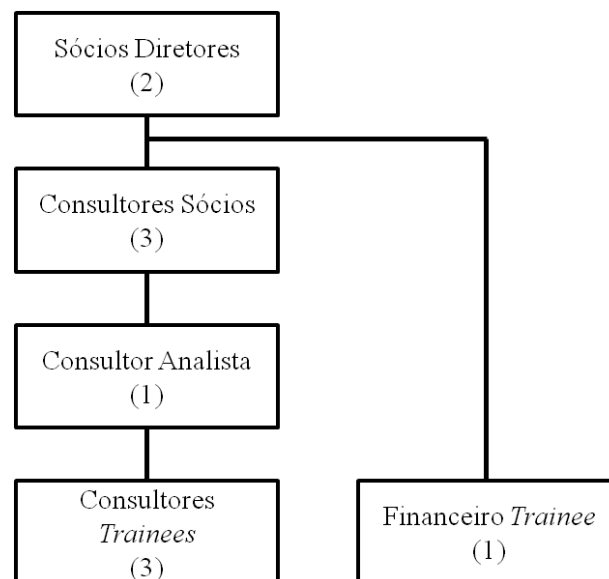 Sócios Diretores
(2)
Consultores Sócios
(3)
Consultor Analista
(1)
Consultores
Trainees
(3)
Financeiro Trainee
(1)